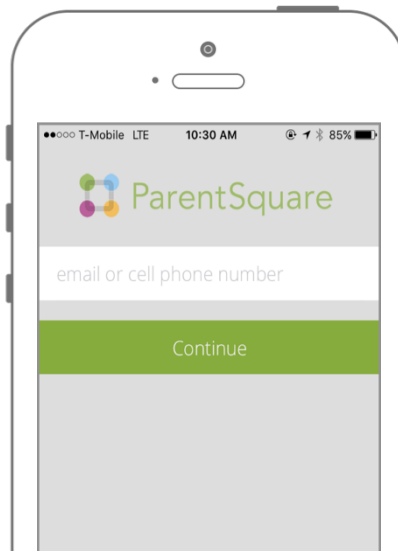 T-Mobile LTE 10:30 AM 85%
ParentSquare
email or cell phone number
Continue